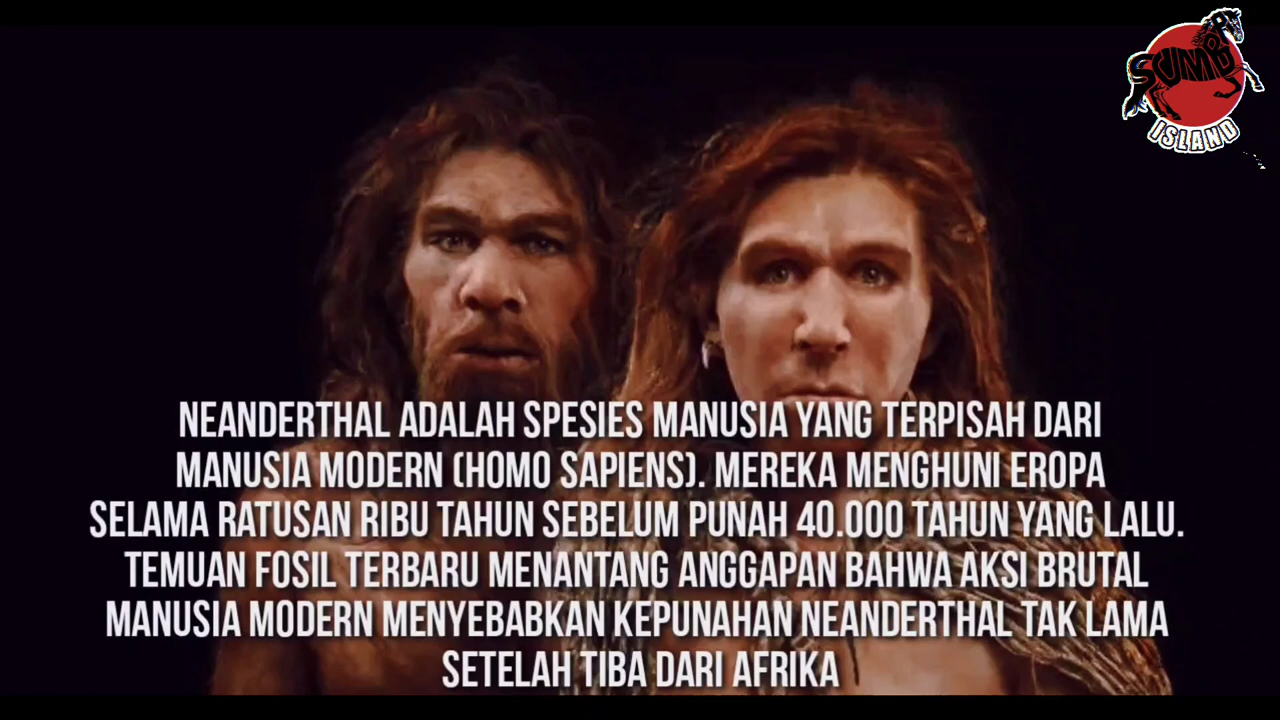 SUMBA
ISLAND
NEANDERTHAL ADALAH SPESIES MANUSIA YANG TERPISAH DARI
MANUSIA MODERN (HOMO SAPIENS). MEREKA MENGHUNI EROPA
SELAMA RATUSAN RIBU TAHUN SEBELUM PUNAH 40.000 TAHUN YANG LALU.
TEMUAN FOSIL TERBARU MENANTANG ANGGAPAN BAHWA AKSI BRUTAL
MANUSIA MODERN MENYEBABKAN KEPUNAHAN NEANDERTHAL TAK LAMA
SETELAH TIBA DARI AFRIKA